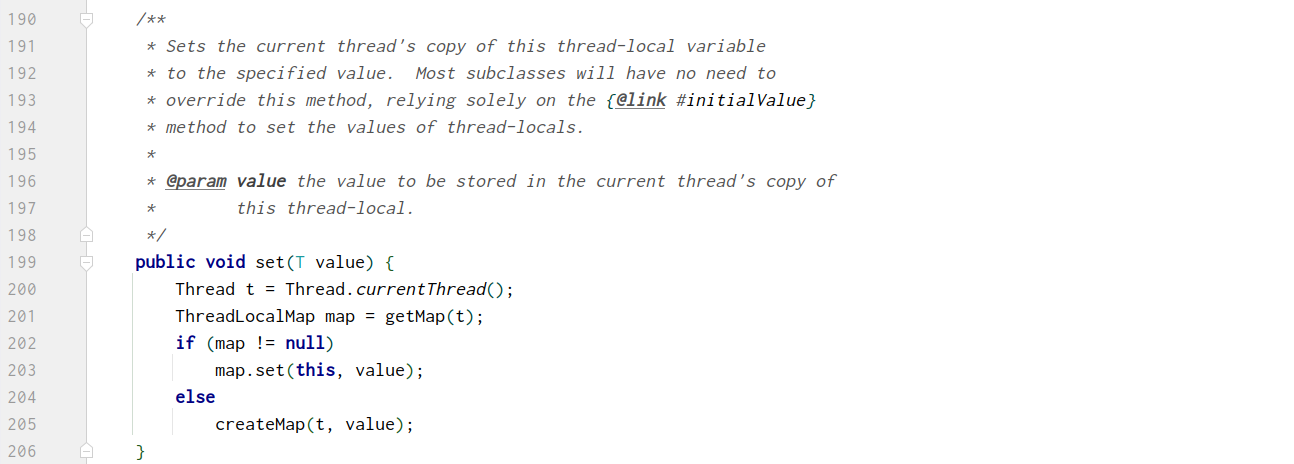 190 /**
191 * Sets the current thread's copy of this thread-local variable
192 * to the specified value.  Most subclasses will have no need to
193 * override this method, relying solely on the {@link #initialValue}
194 * method to set the values of thread-locals.
195 *
196 * @param value the value to be stored in the current thread's copy of
197 *        this thread-local.
198 */
199 public void set(T value) {
200     Thread t = Thread.currentThread();
201     ThreadLocalMap map = getMap(t);
202     if (map != null)
203         map.set(this, value);
204     else
205         createMap(t, value);
206 }